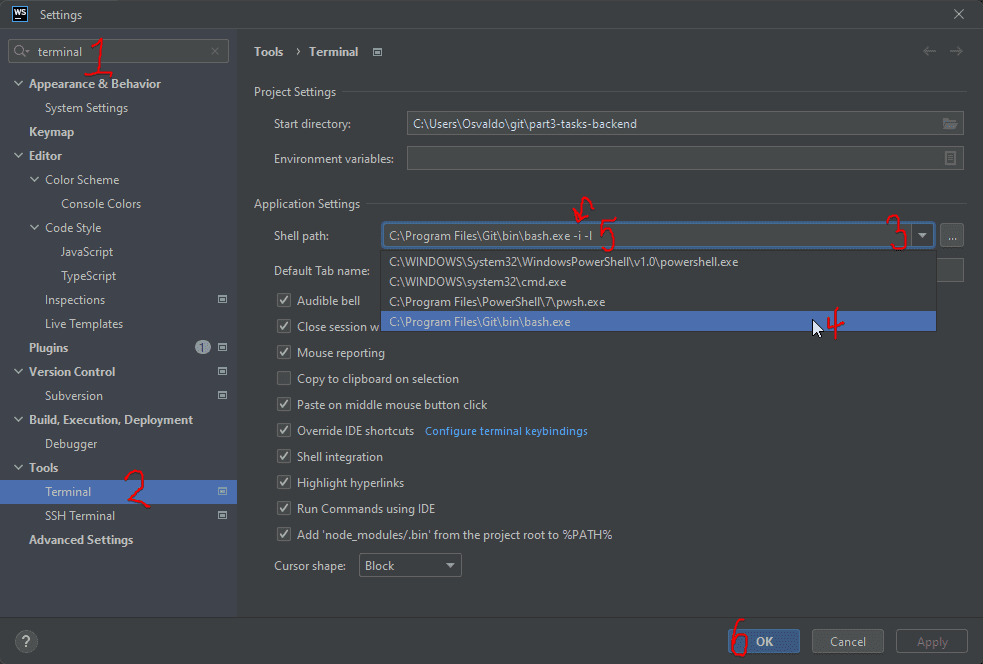 WS Settings
terminal 1
Appearance & Behavior
System Settings
Keymap
Editor
Color Scheme
Console Colors
Code Style
JavaScript
TypeScript
Inspections
Live Templates
Plugins 1
Version Control
Subversion
Build, Execution, Deployment
Debugger
Tools
Terminal 2
SSH Terminal
Advanced Settings
Tools › Terminal
Project Settings
Start directory: C:\Users\Osvaldo\git\part3-tasks-backend
Environment variables:
Application Settings
Shell path: C:\Program Files\Git\bin\bash.exe -i -l 5 3 ...
C:\WINDOWS\System32\WindowsPowerShell\v1.0\powershell.exe
Default Tab name:
C:\WINDOWS\system32\cmd.exe
C:\Program Files\PowerShell\7\pwsh.exe
C:\Program Files\Git\bin\bash.exe 4
Audible bell
Close session w
Mouse reporting
Copy to clipboard on selection
Paste on middle mouse button click
Override IDE shortcuts Configure terminal keybindings
Shell integration
Highlight hyperlinks
Run Commands using IDE
Add 'node_modules/.bin' from the project root to %PATH%
Cursor shape: Block
? 6 OK Cancel Apply